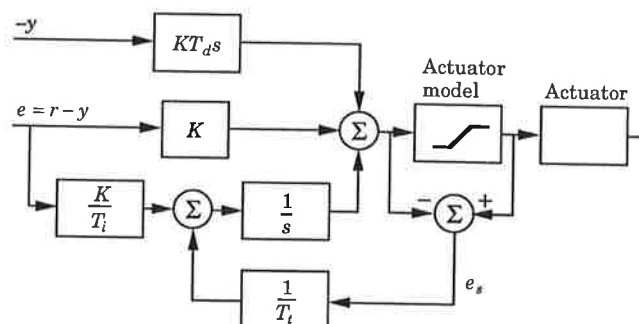 -y
KT_d s
Actuator
model
Actuator
e = r - y
K
Σ
- Σ +
K/T_i
Σ
1/s
1/T_t
e_s